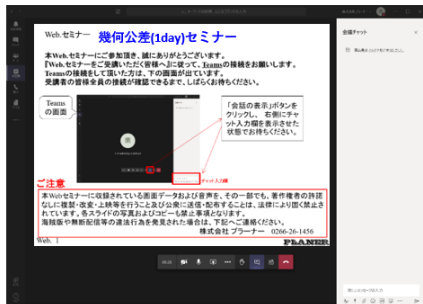 Web.セミナー 幾何公差(1day)セミナー
会議チャット
本Web.セミナーにご参加頂き、誠にありがとうございます。
『Web.セミナーをご受講いただく皆様へ』に従って、Teamsの接続をお願いします。
Teamsの接続をして頂いた方は、下の画面が出ています。
受講者の皆様全員の接続が確認できるまで、しばらくお待ちください。
Teams
の画面
「会話の表示」ボタンを
クリックし、右側にチャ
ット入力欄を表示させた
状態でお待ちください。
チャット入力欄
ご注意
本Webセミナーに収録されている画面データおよび音声を、その一部でも、著作権者の許諾
なしに複製・改変・上映等を行うこと及び公衆に送信・配布することは、法律により固く禁止さ
れています。各スライドの写真およびコピーも禁止事項となります。
海賊版や無断配信等の違法行為を発見された場合は、下記へご連絡ください。
株式会社 プラーナー 0266-26-1456
Web. 1
PLANER